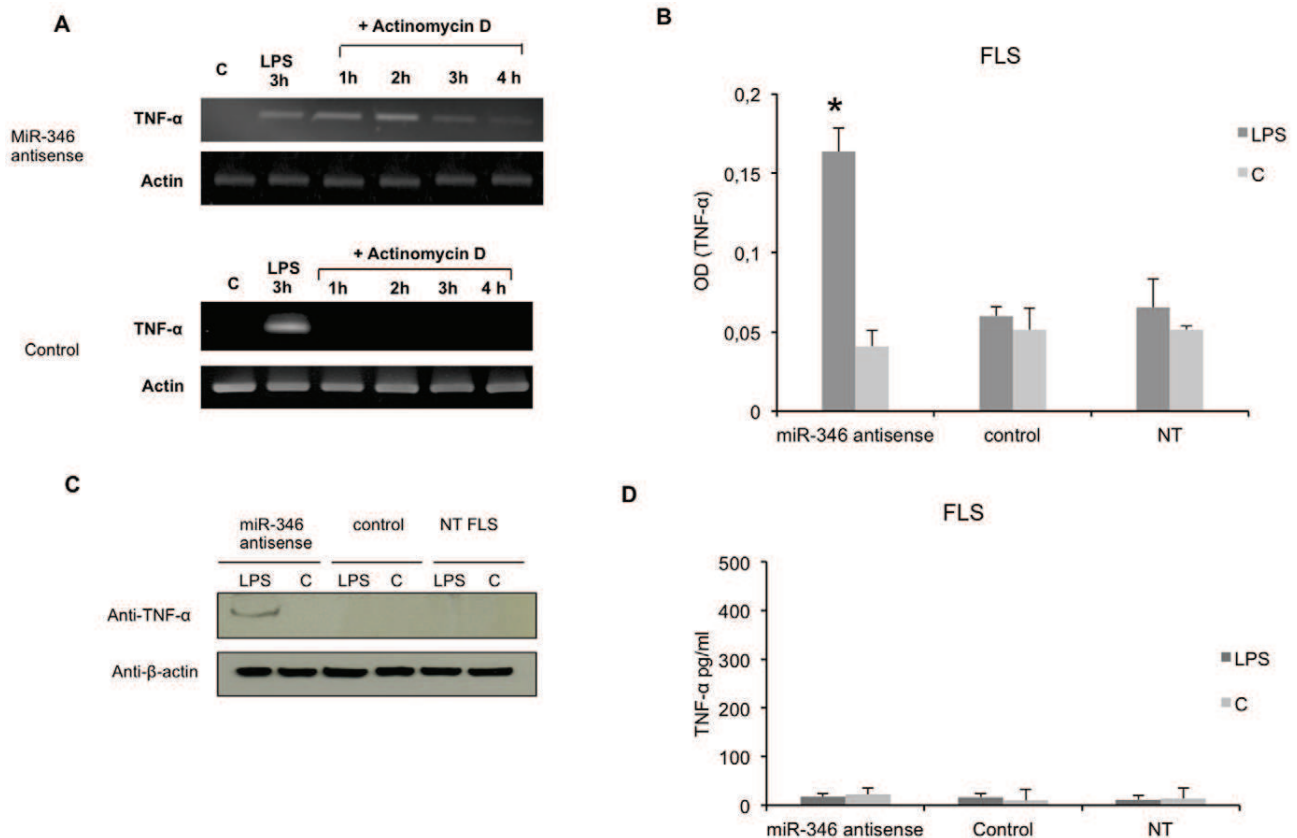 A
+ Actinomycin D
C
LPS
3h
1h
2h
3h
4 h
MiR-346
antisense
TNF-α
Actin
+ Actinomycin D
C
LPS
3h
1h
2h
3h
4 h
Control
TNF-α
Actin
B
FLS
OD (TNF-α)
0,2
0,15
0,1
0,05
0
*
LPS
C
miR-346 antisense
control
NT
C
miR-346
antisense
control
NT FLS
LPS C LPS C LPS C
Anti-TNF-α
Anti-β-actin
D
FLS
TNF-α pg/ml
500
400
300
200
100
0
LPS
C
miR-346 antisense
Control
NT